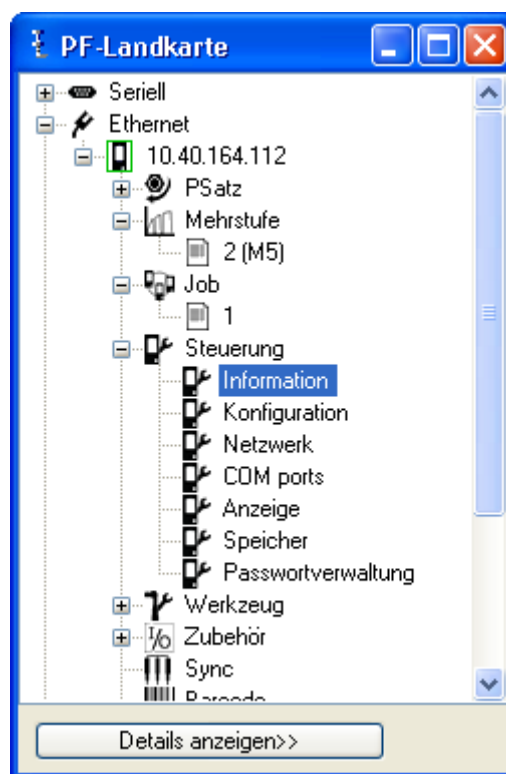 PF-Landkarte
Seriell
Ethernet
10.40.164.112
PSatz
Mehrstufe
2 (M5)
Job
1
Steuerung
Information
Konfiguration
Netzwerk
COM ports
Anzeige
Speicher
Passwortverwaltung
Werkzeug
I/O Zubehör
Sync
Barcode
Details anzeigen>>